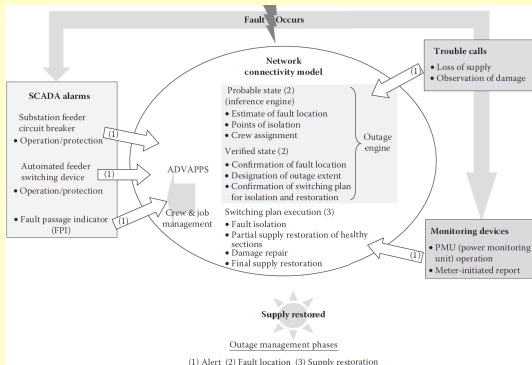 Fault Occurs
Network
connectivity model
Trouble calls
• Loss of supply
• Observation of damage
(1)
SCADA alarms
Substation feeder
circuit breaker
• Operation/protection
(1)
Automated feeder
switching device
• Operation/protection
(1)
• Fault passage indicator
(FPI)
(1)
ADVAPPS
Crew & job
management
Probable state (2)
(inference engine)
• Estimate of fault location
• Points of isolation
• Crew assignment
Verified state (2)
• Confirmation of fault location
• Designation of outage extent
• Confirmation of switching plan
for isolation and restoration
Outage
engine
Switching plan execution (3)
• Fault isolation
• Partial supply restoration of healthy
sections
• Damage repair
• Final supply restoration
Monitoring devices
• PMU (power monitoring
unit) operation
• Meter-initiated report
(1)
Supply restored
Outage management phases
(1) Alert (2) Fault location (3) Supply restoration